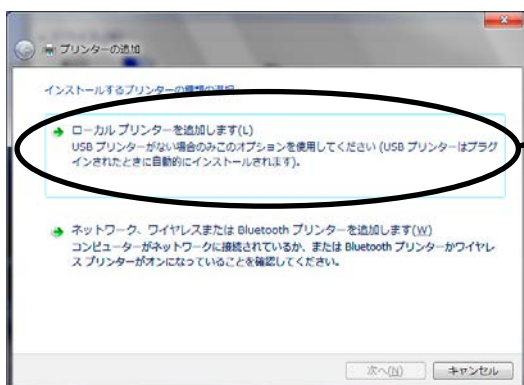 プリンターの追加
インストールするプリンターの種類の選択
ローカル プリンターを追加します(L)
USB プリンターがない場合のみこのオプションを使用してください (USB プリンターはプラグ
インされたときに自動的にインストールされます)。
ネットワーク、ワイヤレスまたは Bluetooth プリンターを追加します(W)
コンピューターがネットワークに接続されているか、または Bluetooth プリンターかワイヤレ
ス プリンターがオンになっていることを確認してください。
次へ(N)
キャンセル